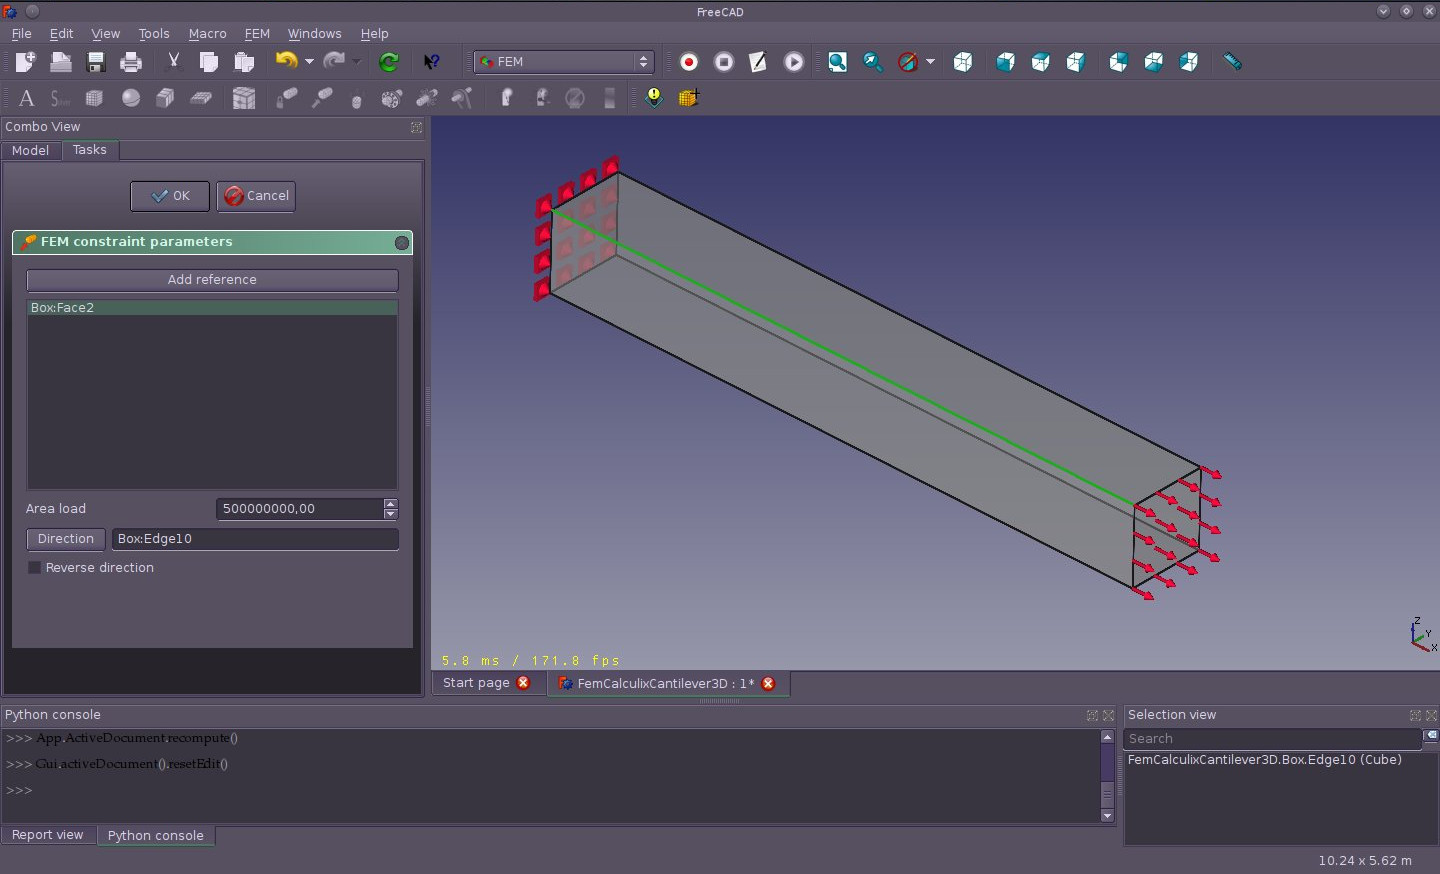 FreeCAD
File Edit View Tools Macro FEM Windows Help
FEM
Combo View
Model Tasks
OK Cancel
FEM constraint parameters
Add reference
Box:Face2
Area load 500000000,00
Direction Box:Edge10
Reverse direction
Z
Y
X
5.8 ms / 171.8 fps
Start page FemCalculixCantilever3D : 1*
Python console
>>> App.ActiveDocument.recompute()
>>> Gui.activeDocument().resetEdit()
>>>
Report view Python console
Selection view
Search
FemCalculixCantilever3D.Box.Edge10 (Cube)
10.24 x 5.62 m